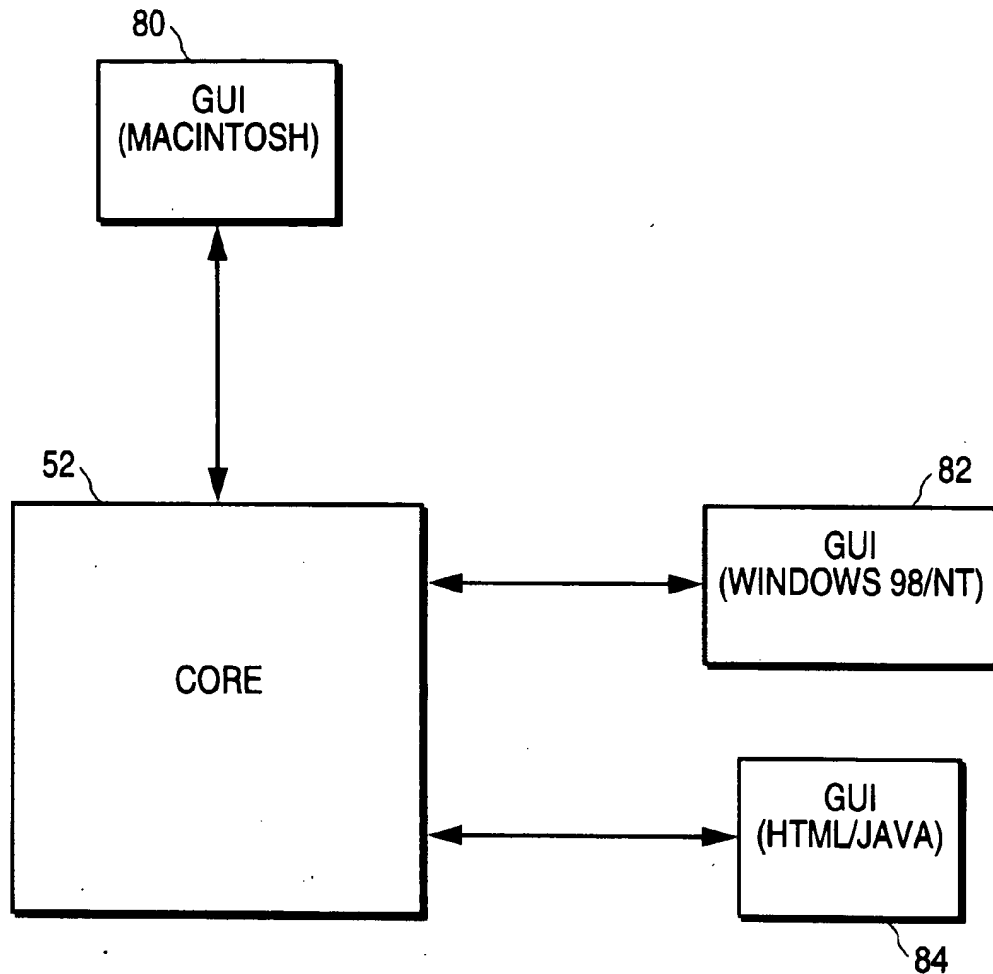 80
GUI
(MACINTOSH)
52
CORE
82
GUI
(WINDOWS 98/NT)
GUI
(HTML/JAVA)
84